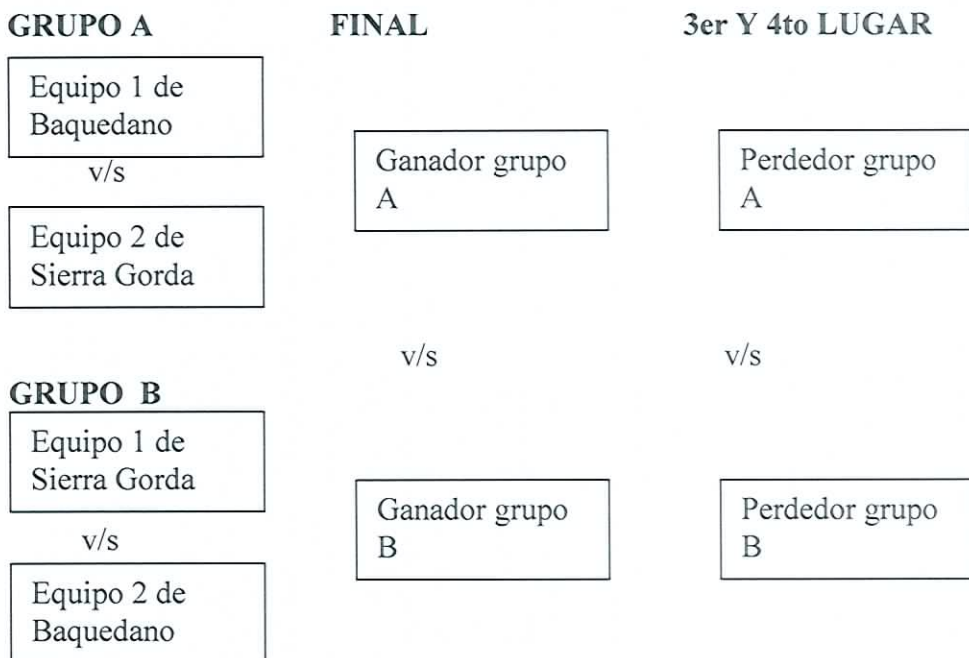 GRUPO A
Equipo 1 de
Baquedano
v/s
Equipo 2 de
Sierra Gorda
GRUPO B
Equipo 1 de
Sierra Gorda
v/s
Equipo 2 de
Baquedano
FINAL
Ganador grupo
A
v/s
Ganador grupo
B
3er Y 4to LUGAR
Perdedor grupo
A
v/s
Perdedor grupo
B